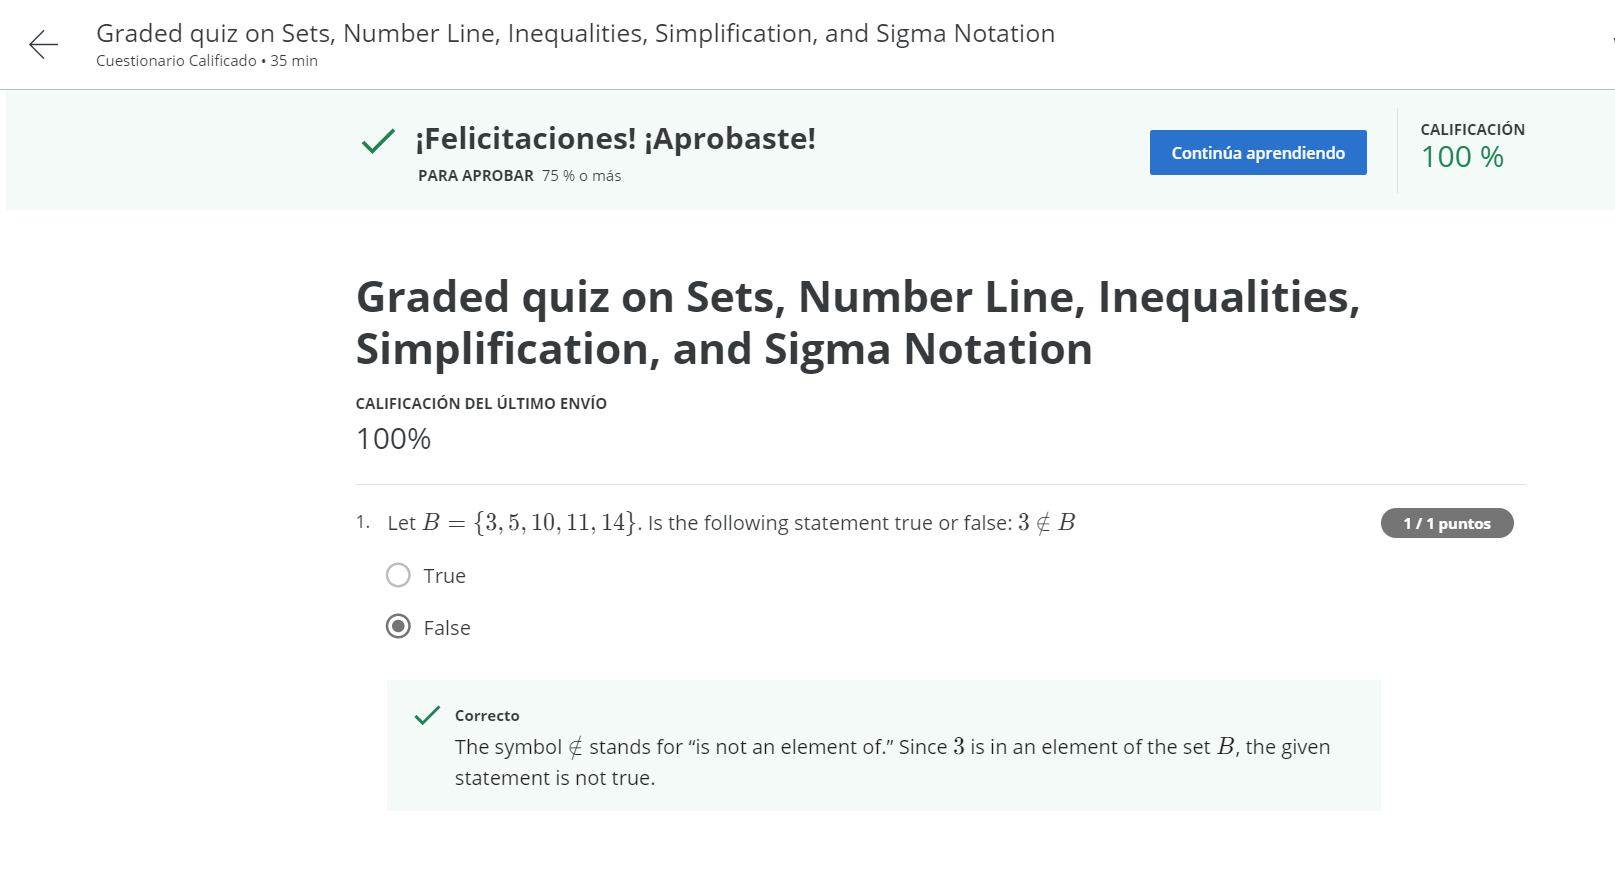 Graded quiz on Sets, Number Line, Inequalities, Simplification, and Sigma Notation
Cuestionario Calificado • 35 min
¡Felicitaciones! ¡Aprobaste!
PARA APROBAR 75 % o más
Continúa aprendiendo
CALIFICACIÓN
100 %
Graded quiz on Sets, Number Line, Inequalities,
Simplification, and Sigma Notation
CALIFICACIÓN DEL ÚLTIMO ENVÍO
100%
1. Let B = {3, 5, 10, 11, 14}. Is the following statement true or false: 3 ∉ B
1 / 1 puntos
True
False
Correcto
The symbol ∉ stands for “is not an element of.” Since 3 is in an element of the set B, the given
statement is not true.